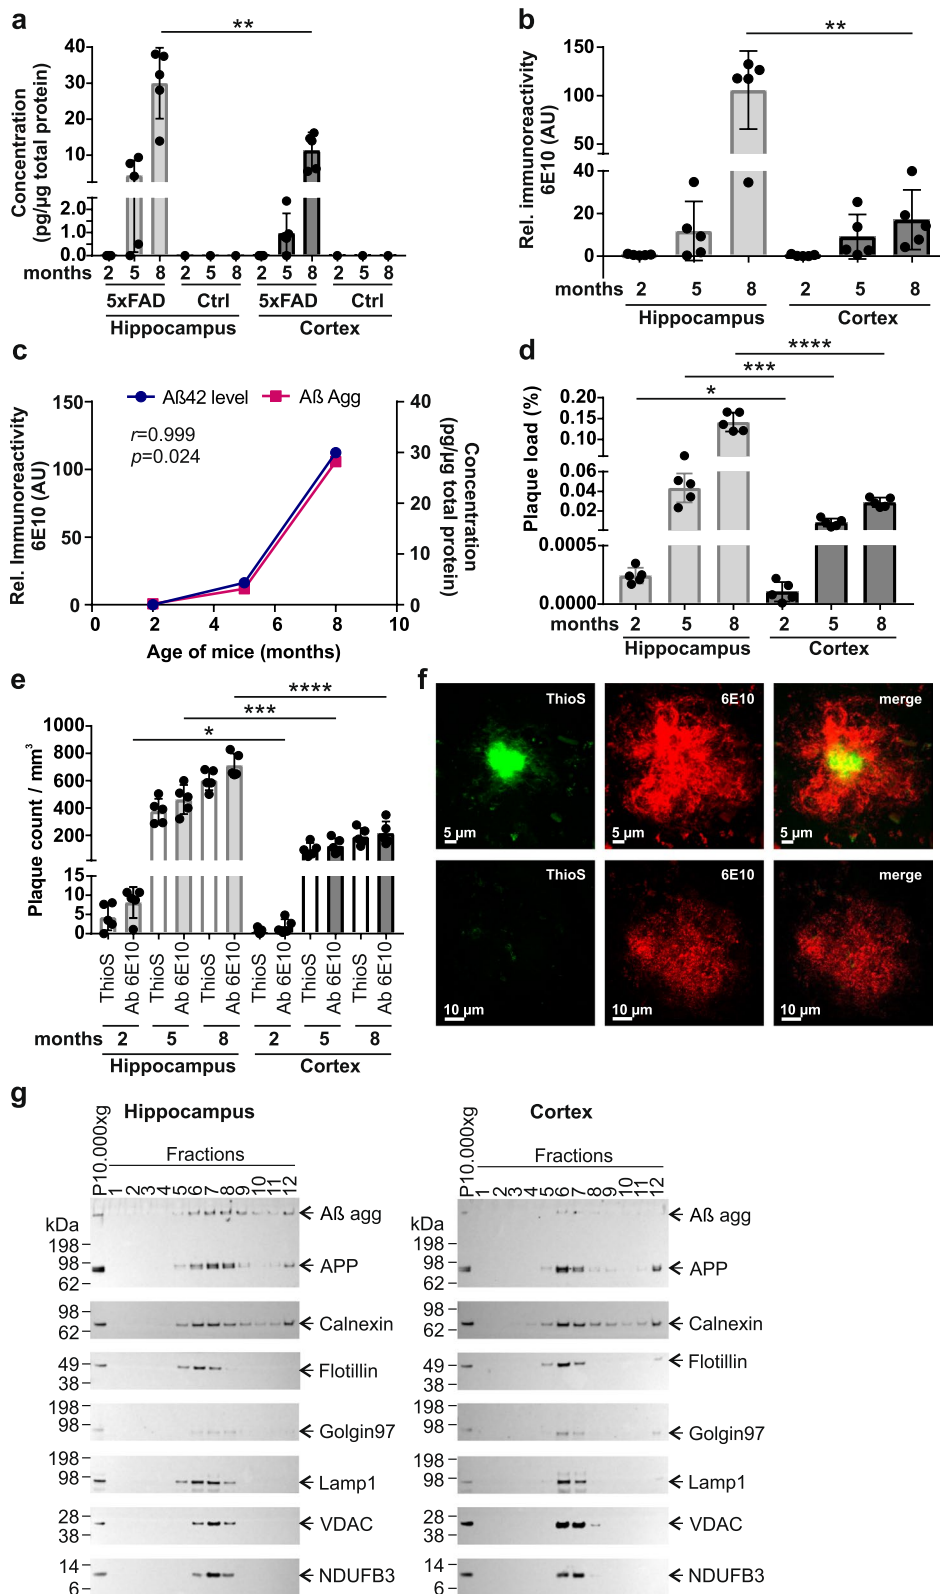 a
**
Concentration
(pg/µg total protein)
40
30
20
10
2.0
1.0
0.0
months 2 5 8 2 5 8 2 5 8 2 5 8
5xFAD Ctrl 5xFAD Ctrl
Hippocampus Cortex
b
**
Rel. immunoreactivity
6E10 (AU)
150
100
50
40
20
0
months 2 5 8 2 5 8
Hippocampus Cortex
c
Aß42 level Aß Agg
r=0.999
p=0.024
Rel. Immunoreactivity
6E10 (AU)
150
100
50
0
Concentration
(pg/µg total protein)
40
30
20
10
0
0 2 4 6 8 10
Age of mice (months)
d
****
***
*
Plaque load (%)
0.20
0.15
0.10
0.06
0.04
0.02
0.0005
0.0000
months 2 5 8 2 5 8
Hippocampus Cortex
e
****
***
*
Plaque count / mm³
1000
800
600
400
200
15
10
5
0
ThioS Ab 6E10 ThioS Ab 6E10 ThioS Ab 6E10 ThioS Ab 6E10 ThioS Ab 6E10 ThioS Ab 6E10
months 2 5 8 2 5 8
Hippocampus Cortex
f
ThioS 6E10 merge
5 µm 5 µm 5 µm
ThioS 6E10 merge
10 µm 10 µm 10 µm
g
Hippocampus
Fractions
P10.000xg 1 2 3 4 5 6 7 8 9 10 11 12
kDa
Aß agg
198
98
62
APP
98
62
Calnexin
49
38
Flotillin
198
98
Golgin97
198
98
Lamp1
28
38
VDAC
14
6
NDUFB3
Cortex
Fractions
P10.000xg 1 2 3 4 5 6 7 8 9 10 11 12
kDa
Aß agg
198
98
62
APP
98
62
Calnexin
49
38
Flotillin
198
98
Golgin97
198
98
Lamp1
28
38
VDAC
14
6
NDUFB3